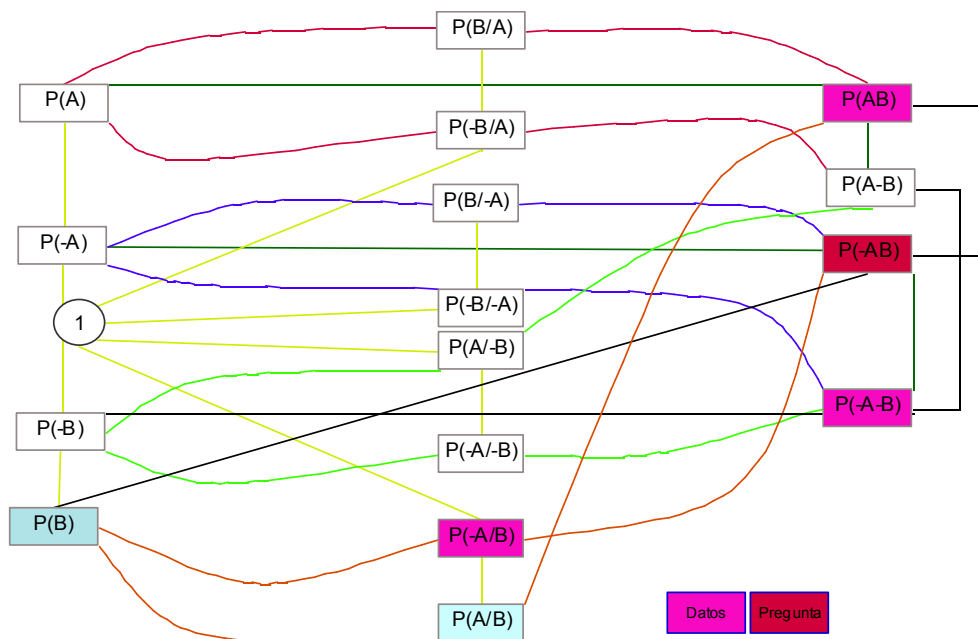 P(B/A)
P(A)
P(AB)
P(-B/A)
P(A-B)
P(B/-A)
P(-A)
P(-AB)
P(-B/-A)
1
P(A/-B)
P(-A-B)
P(-B)
P(-A/-B)
P(B)
P(-A/B)
P(A/B)
Datos
Pregunta